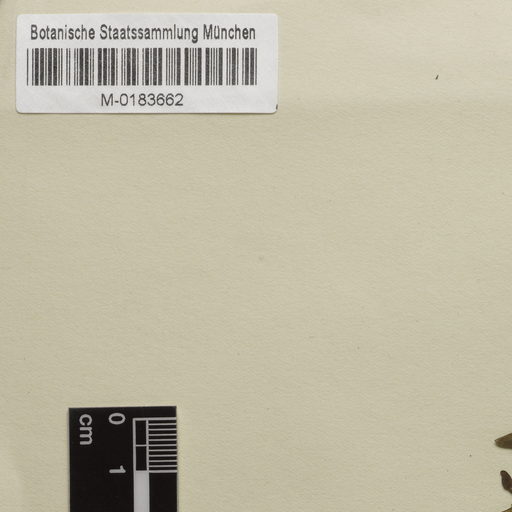 Botanische Staatssammlung München
M-0183662
cm
0
1